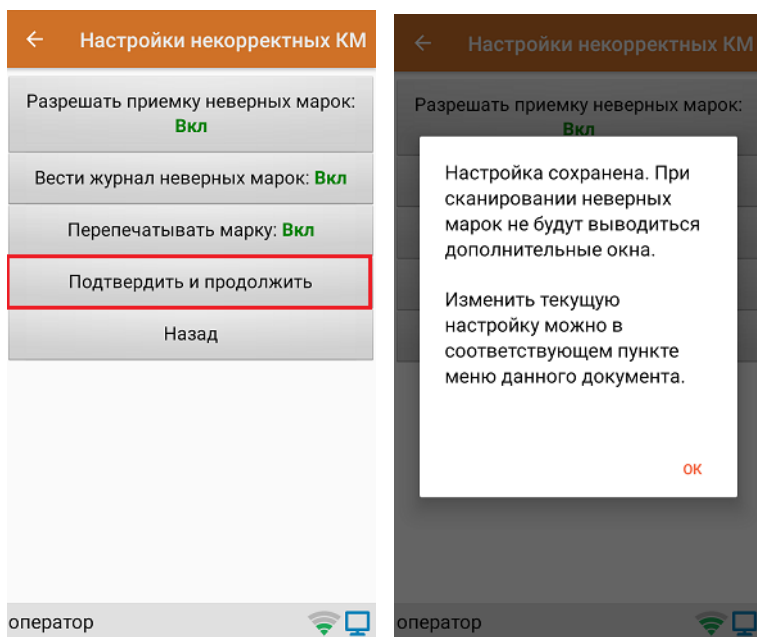 Настройки некорректных КМ
Разрешать приемку неверных марок:
Вкл
Вести журнал неверных марок: Вкл
Перепечатывать марку: Вкл
Подтвердить и продолжить
Назад
оператор
Настройки некорректных КМ
Разрешать приемку неверных марок:
Вкл
Настройка сохранена. При
сканировании неверных
марок не будут выводиться
дополнительные окна.
Изменить текущую
настройку можно в
соответствующем пункте
меню данного документа.
ОК
оператор